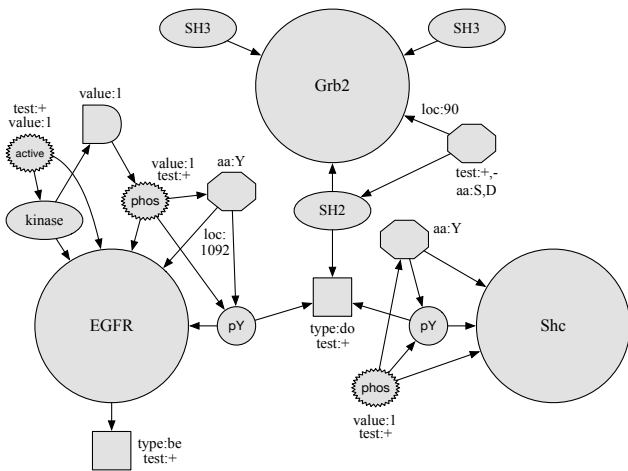 SH3
SH3
Grb2
value:1
test:+
value:1
active
loc:90
value:1
test:+
aa:Y
test:+,-
aa:S,D
phos
kinase
SH2
loc:
1092
aa:Y
EGFR
pY
type:do
test:+
pY
Shc
phos
value:1
test:+
type:be
test:+